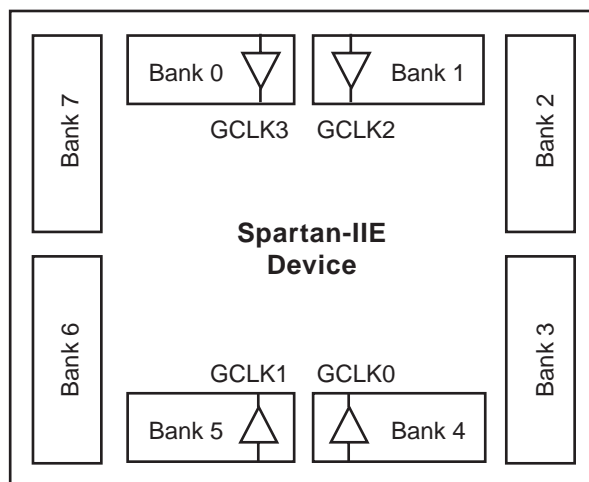 Bank 0
Bank 1
Bank 7
Bank 2
GCLK3
GCLK2
Spartan-IIE
Device
Bank 6
Bank 3
GCLK1
GCLK0
Bank 5
Bank 4